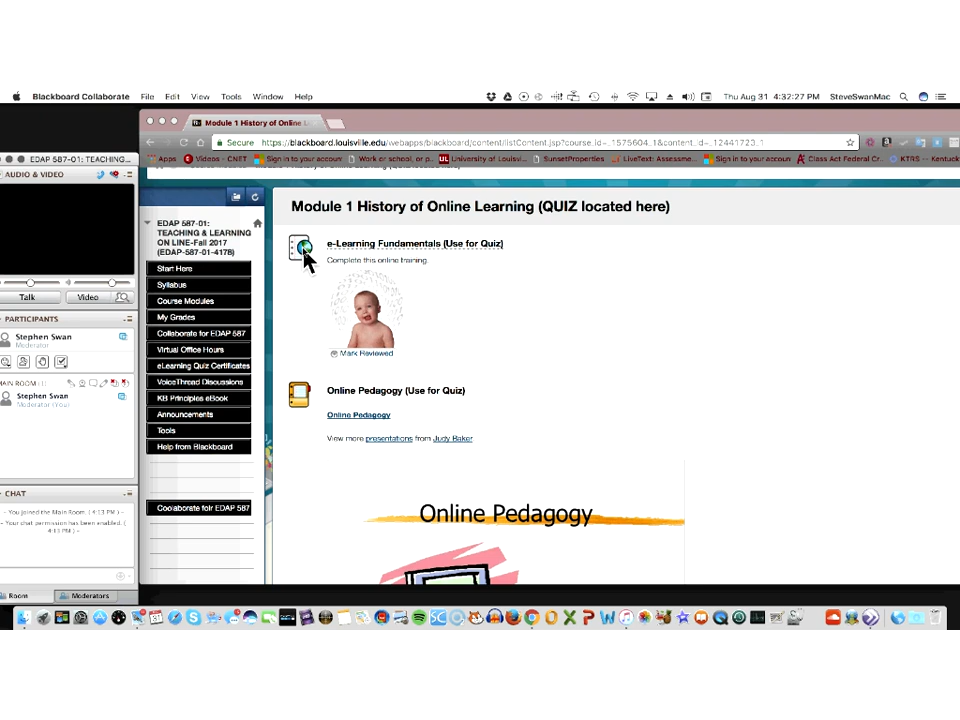 Blackboard Collaborate File Edit View Tools Window Help Thu Aug 31 4:32:27 PM SteveSwanMac
Module 1 History of Online L
Secure https://blackboard.louisville.edu/webapps/blackboard/content/listContent.jsp?course_id=_1575604_1&content_id=_12441723_1
Apps Videos - CNET Sign in to your account Work or school, or p... University of Louisvi... SunsetProperties LiveText: Assessme... Sign in to your account Class Act Federal Cr... KTRS -- Kentuck
EDAP 587-01: TEACHING...
AUDIO & VIDEO
Talk Video
PARTICIPANTS
Stephen Swan
Moderator
MAIN ROOM (1)
Stephen Swan
Moderator (You)
CHAT
- You joined the Main Room. ( 4:13 PM ) -
- Your chat permission has been enabled. (
4:13 PM ) -
Room Moderators
EDAP 587-01:
TEACHING & LEARNING
ON LINE-Fall 2017
(EDAP-587-01-4178)
Start Here
Syllabus
Course Modules
My Grades
Collaborate for EDAP 587
Virtual Office Hours
eLearning Quiz Certificates
VoiceThread Discussions
KB Principles eBook
Announcements
Tools
Help from Blackboard
Coolaborate folr EDAP 587
Module 1 History of Online Learning (QUIZ located here)
e-Learning Fundamentals (Use for Quiz)
Complete this online training.
Mark Reviewed
Online Pedagogy (Use for Quiz)
Online Pedagogy
View more presentations from Judy Baker
Online Pedagogy